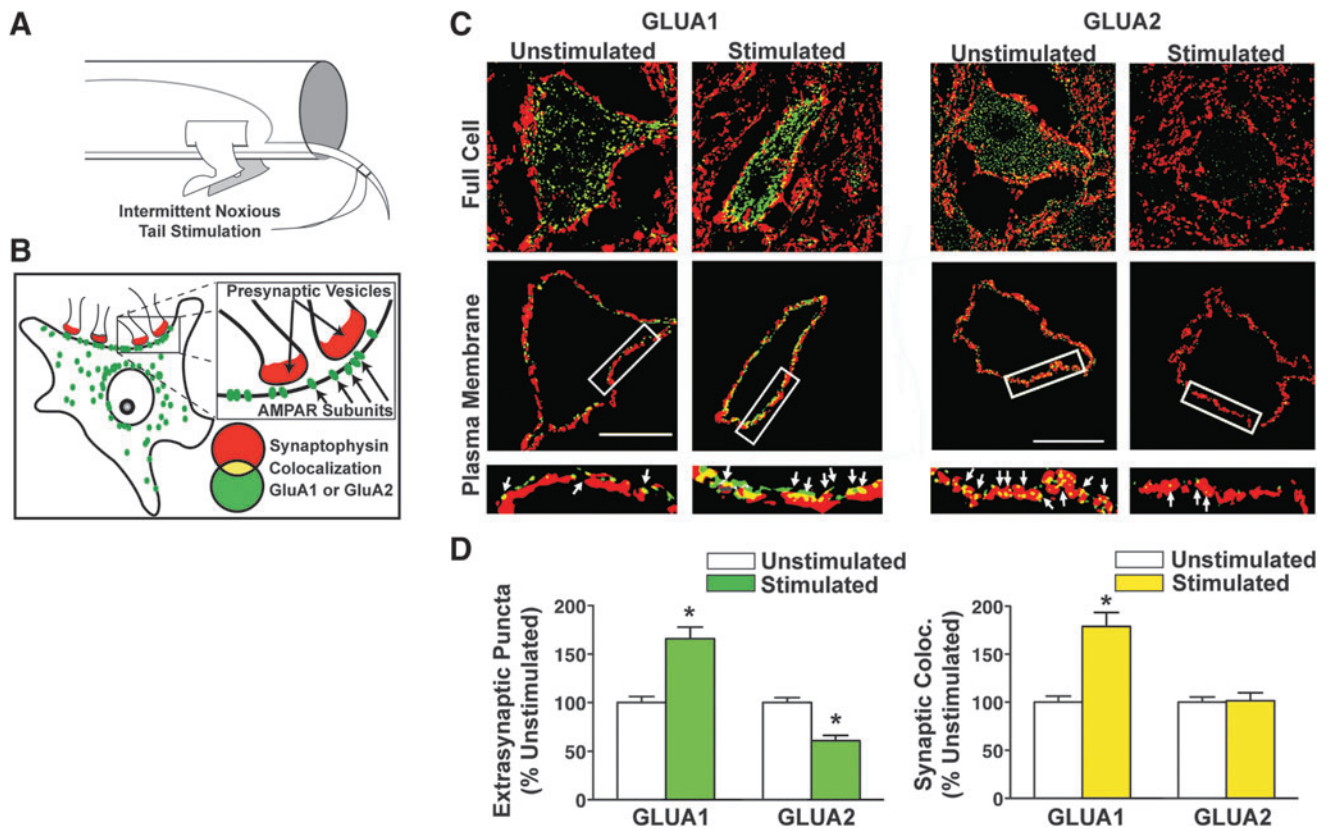 A
Intermittent Noxious
Tail Stimulation
B
Presynaptic Vesicles
AMPAR Subunits
Synaptophysin
Colocalization
GluA1 or GluA2
C
GLUA1
GLUA2
Unstimulated
Stimulated
Unstimulated
Stimulated
Full Cell
Plasma Membrane
D
Unstimulated
Stimulated
Extrasynaptic Puncta
(% Unstimulated)
200
150
100
50
0
*
*
GLUA1
GLUA2
Unstimulated
Stimulated
Synaptic Coloc.
(% Unstimulated)
200
150
100
50
0
*
GLUA1
GLUA2